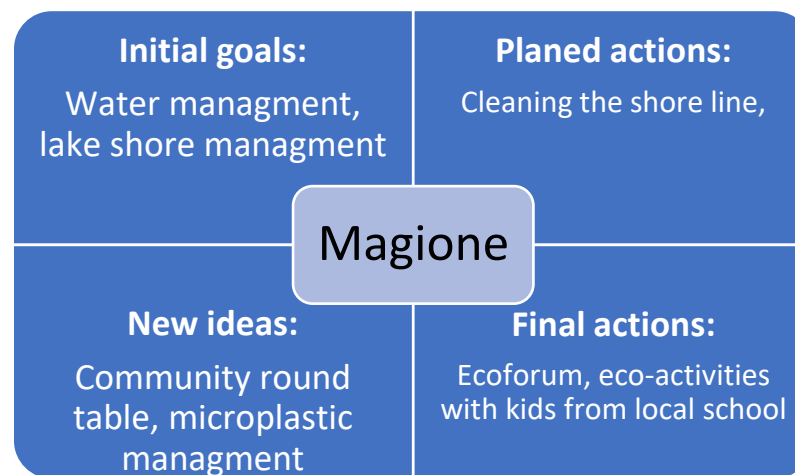 Initial goals:
Water managment,
lake shore managment
Planed actions:
Cleaning the shore line,
Magione
New ideas:
Community round
table, microplastic
managment
Final actions:
Ecoforum, eco-activities
with kids from local school